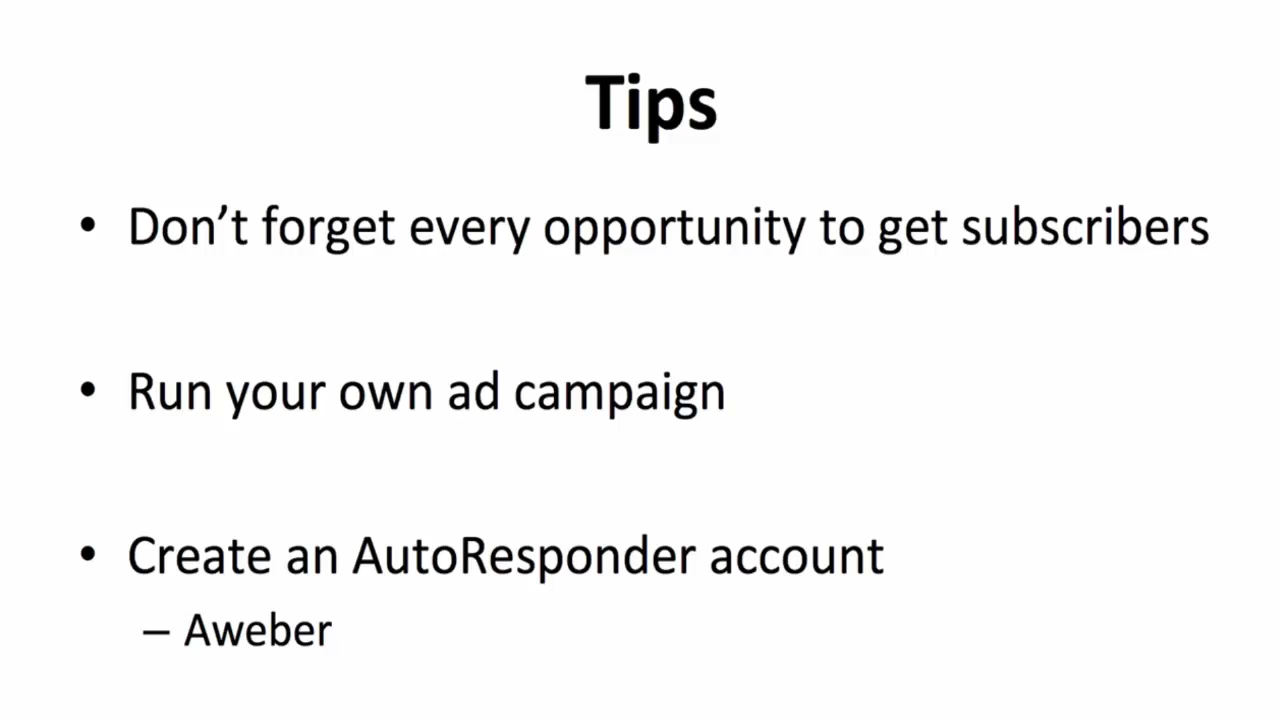 Tips
• Don’t forget every opportunity to get subscribers
• Run your own ad campaign
• Create an AutoResponder account
– Aweber